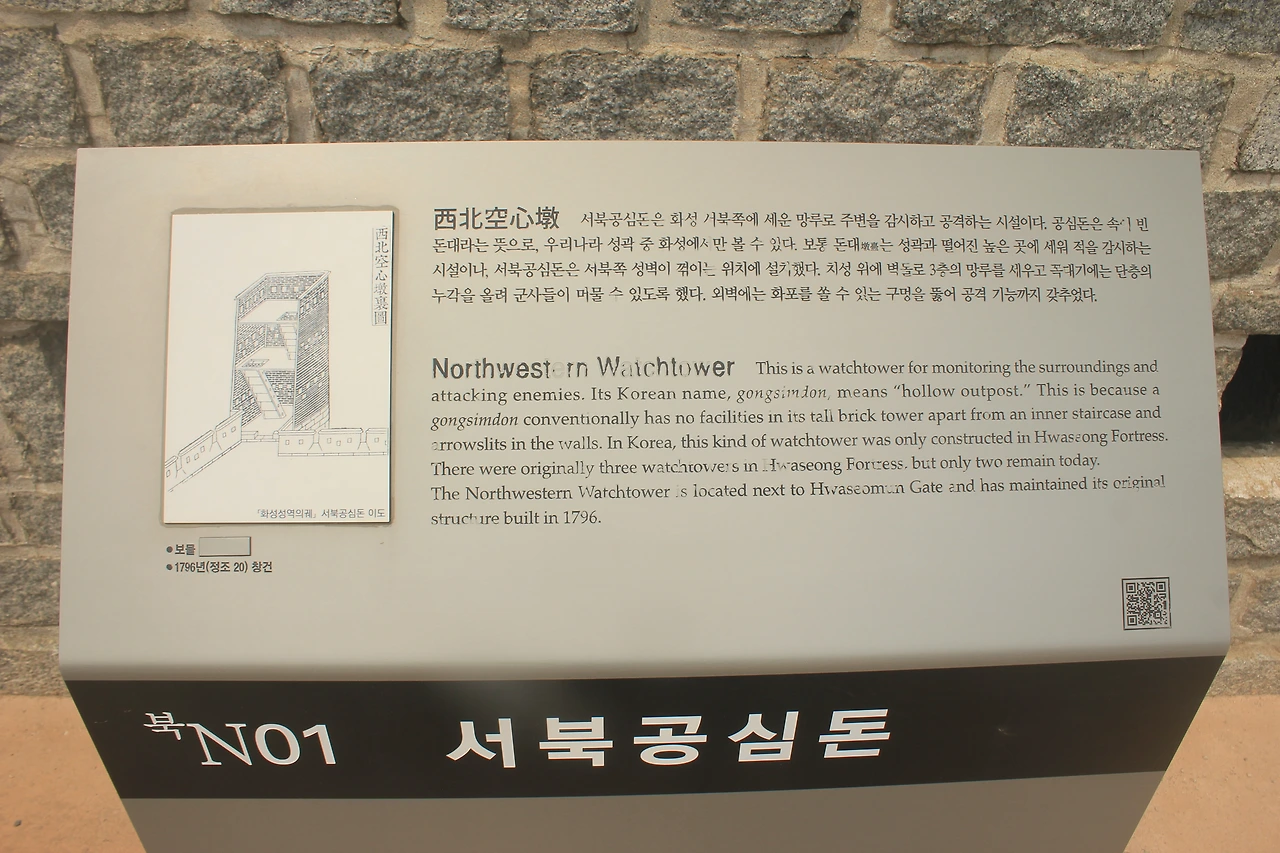 西北空心墩 서북공심돈은 화성 서북쪽에 세운 망루로 주변을 감시하고 공격하는 시설이다. 공심돈은 속이 빈
돈대라는 뜻으로, 우리나라 성곽 중 화성에서만 볼 수 있다. 보통 돈대墩臺는 성곽과 떨어진 높은 곳에 세워 적을 감시하는
시설이나, 서북공심돈은 서북쪽 성벽이 꺾이는 위치에 설치했다. 치성 위에 벽돌로 3층의 망루를 세우고 꼭대기에는 단층의
누각을 올려 군사들이 머물 수 있도록 했다. 외벽에는 화포를 쏠 수 있는 구멍을 뚫어 공격 기능까지 갖추었다.
Northwestern Watchtower This is a watchtower for monitoring the surroundings and
attacking enemies. Its Korean name, gongsimdon, means “hollow outpost.” This is because a
gongsimdon conventionally has no facilities in its tall brick tower apart from an inner staircase and
arrowslits in the walls. In Korea, this kind of watchtower was only constructed in Hwaseong Fortress.
There were originally three watchtowers in Hwaseong Fortress, but only two remain today.
The Northwestern Watchtower is located next to Hwaseomun Gate and has maintained its original
structure built in 1796.
西北空心墩裏圖
「화성성역의궤」 서북공심돈 이도
●보물
●1796년(정조 20) 창건
북N01 서북공심돈